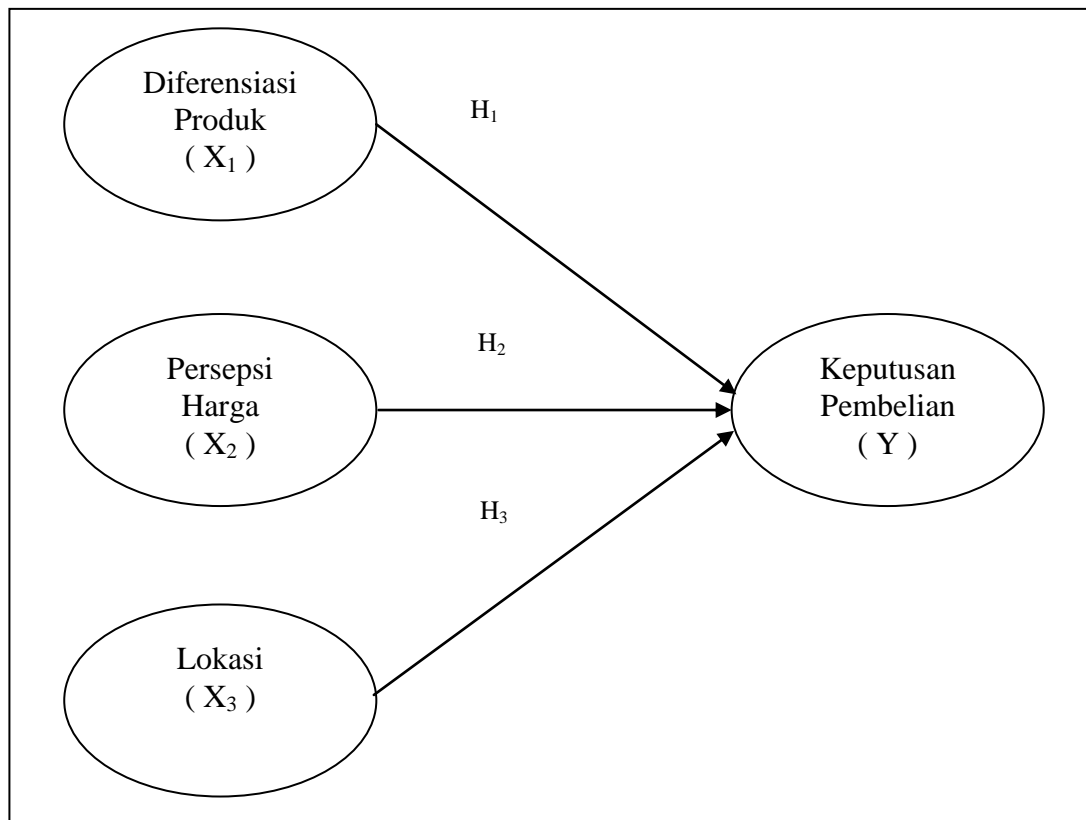 Diferensiasi
Produk
( X₁ )
H₁
Persepsi
Harga
( X₂ )
H₂
Keputusan
Pembelian
( Y )
H₃
Lokasi
( X₃ )